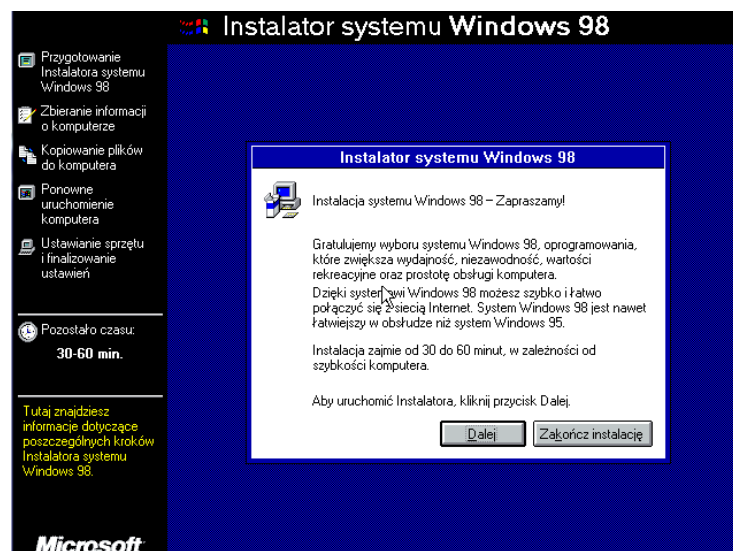 Instalator systemu Windows 98
Przygotowanie
Instalatora systemu
Windows 98
Zbieranie informacji
o komputerze
Kopiowanie plików
do komputera
Ponowne
uruchomienie
komputera
Ustawianie sprzętu
i finalizowanie
ustawień
Pozostało czasu:
30-60 min.
Tutaj znajdziesz
informacje dotyczące
poszczególnych kroków
Instalatora systemu
Windows 98.
Microsoft
Instalator systemu Windows 98
Instalacja systemu Windows 98 – Zapraszamy!
Gratulujemy wyboru systemu Windows 98, oprogramowania,
które zwiększa wydajność, niezawodność, wartości
rekreacyjne oraz prostotę obsługi komputera.
Dzięki systemowi Windows 98 możesz szybko i łatwo
połączyć się z siecią Internet. System Windows 98 jest nawet
łatwiejszy w obsłudze niż system Windows 95.
Instalacja zajmie od 30 do 60 minut, w zależności od
szybkości komputera.
Aby uruchomić Instalatora, kliknij przycisk Dalej.
Dalej
Zakończ instalację